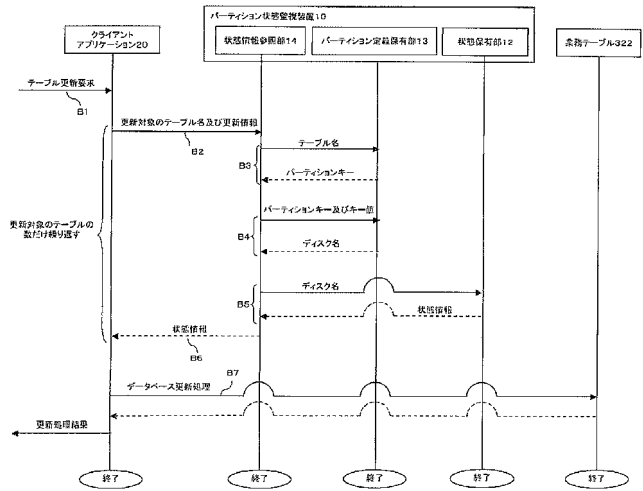 パーティション状態監視装置10
クライアント
アプリケーション20
状態情報参照部14
パーティション定義保有部13
状態保有部12
業務テーブル322
テーブル更新要求
B1
更新対象のテーブル名及び更新情報
B2
テーブル名
B3
パーティションキー
パーティションキー及びキー値
B4
ディスク名
更新対象のテーブルの
数だけ繰り返す
ディスク名
B5
状態情報
状態情報
B6
B7
データベース更新処理
更新処理結果
終了
終了
終了
終了
終了